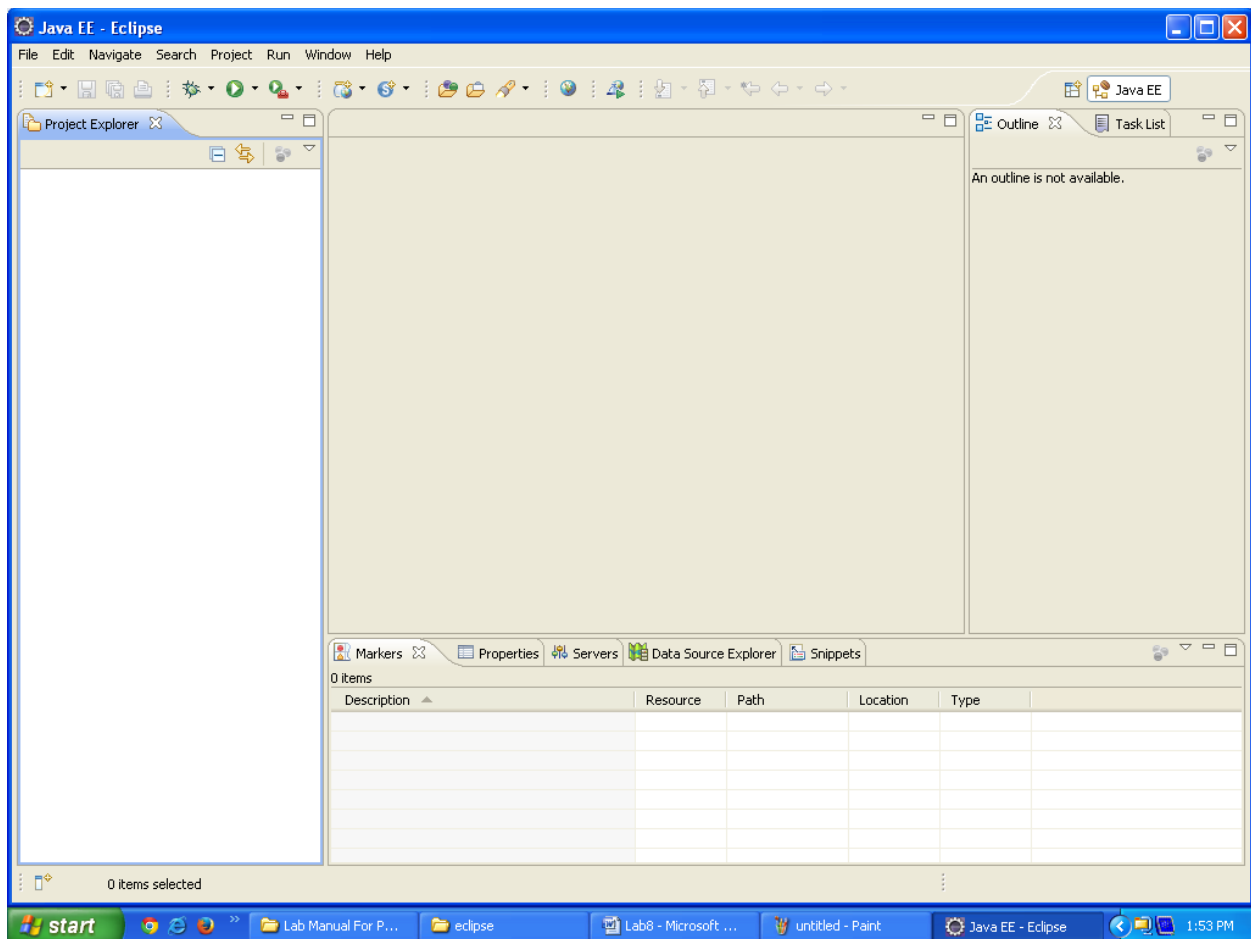 Java EE - Eclipse
File Edit Navigate Search Project Run Window Help
Java EE
Project Explorer
Outline Task List
An outline is not available.
Markers Properties Servers Data Source Explorer Snippets
0 items
Description Resource Path Location Type
0 items selected
start Lab Manual For P... eclipse Lab8 - Microsoft ... untitled - Paint Java EE - Eclipse 1:53 PM